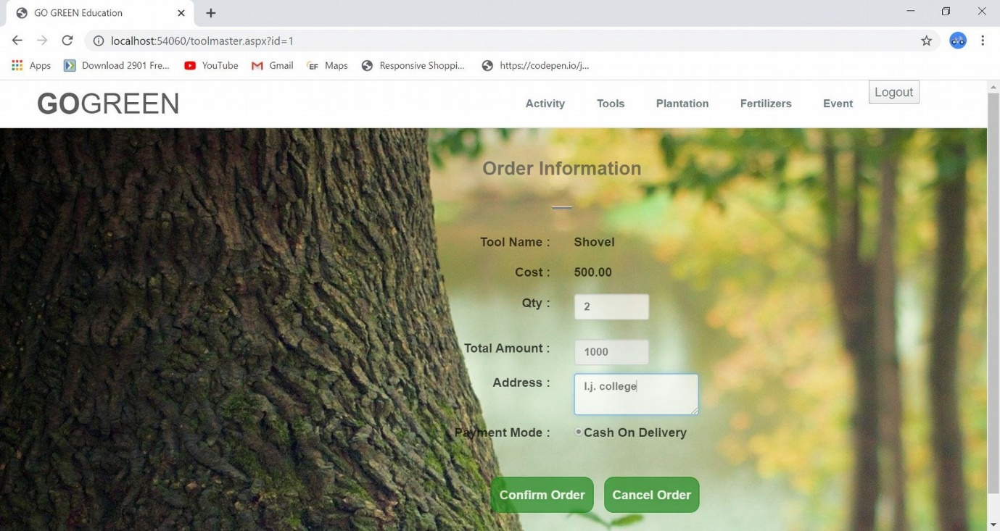 GO GREEN Education
localhost:54060/toolmaster.aspx?id=1
Apps Download 2901 Fre... YouTube Gmail EF Maps Responsive Shoppi... https://codepen.io/j...
GOGREEN Activity Tools Plantation Fertilizers Event Logout
Order Information
Tool Name : Shovel
Cost : 500.00
Qty : 2
Total Amount : 1000
Address : l.j. college
Payment Mode : Cash On Delivery
Confirm Order Cancel Order